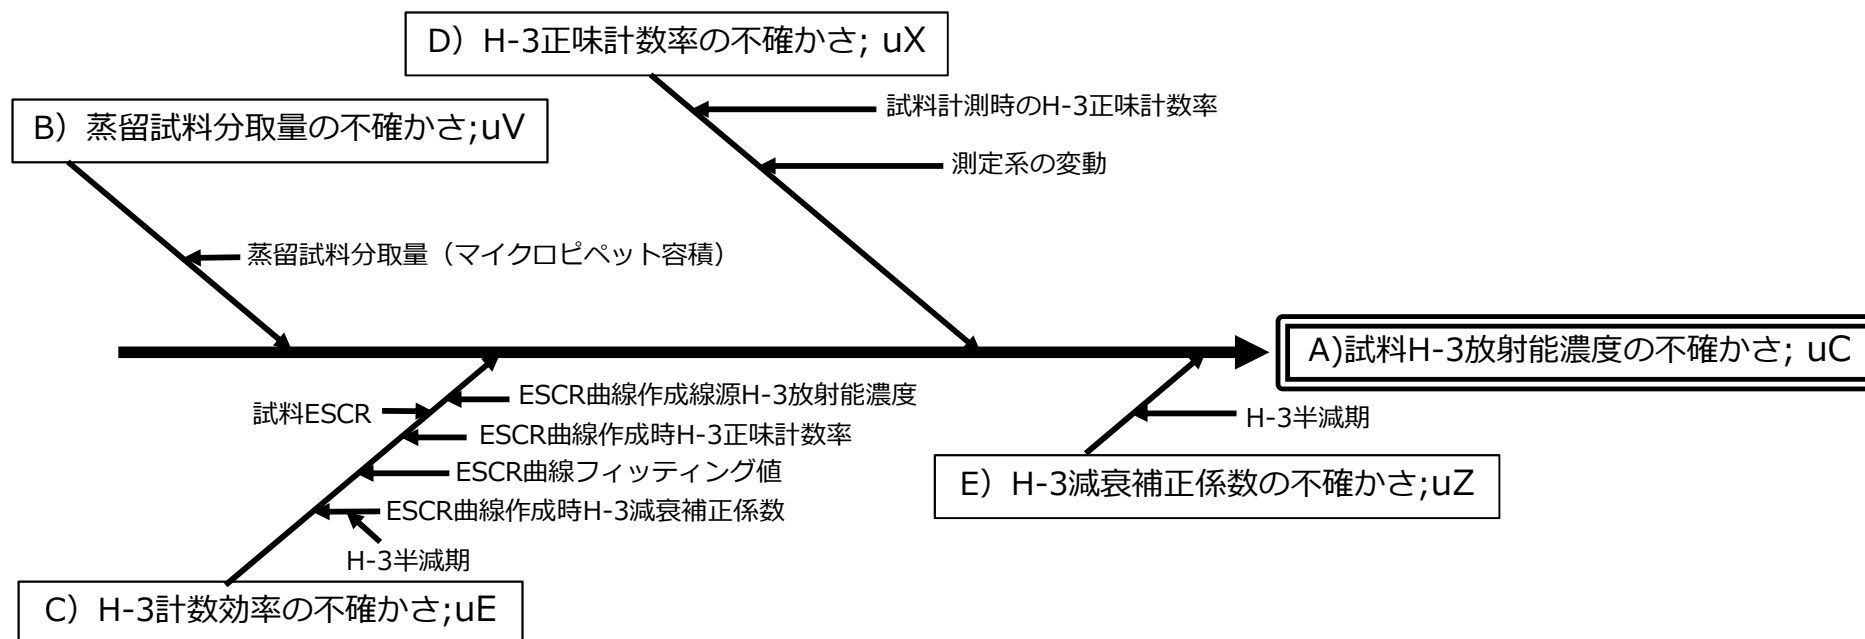 D）H-3正味計数率の不確かさ; uX
試料計測時のH-3正味計数率
測定系の変動
B）蒸留試料分取量の不確かさ;uV
蒸留試料分取量（マイクロピペット容積）
A)試料H-3放射能濃度の不確かさ; uC
試料ESCR
ESCR曲線作成線源H-3放射能濃度
ESCR曲線作成時H-3正味計数率
ESCR曲線フィッティング値
ESCR曲線作成時H-3減衰補正係数
H-3半減期
C）H-3計数効率の不確かさ;uE
H-3半減期
E）H-3減衰補正係数の不確かさ;uZ